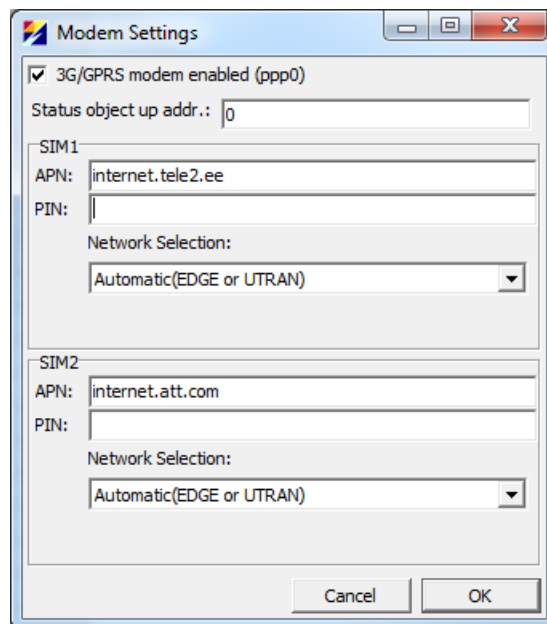 Modem Settings
3G/GPRS modem enabled (ppp0)
Status object up addr.: 0
SIM1
APN: internet.tele2.ee
PIN:
Network Selection:
Automatic(EDGE or UTRAN)
SIM2
APN: internet.att.com
PIN:
Network Selection:
Automatic(EDGE or UTRAN)
Cancel OK